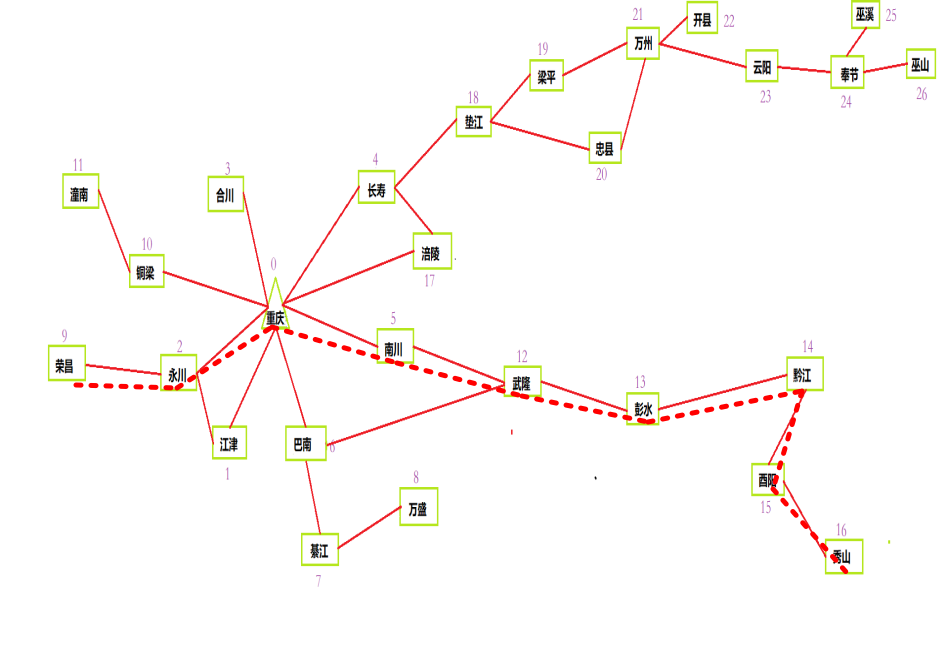 21
开县
22
巫溪
25
万州
19
梁平
云阳
23
奉节
24
巫山
26
18
垫江
忠县
20
11
潼南
3
合川
4
长寿
10
铜梁
0
重庆
涪陵
17
9
荣昌
2
永川
5
南川
12
武隆
13
彭水
14
黔江
江津
1
巴南
6
8
万盛
綦江
7
酉阳
15
16
秀山